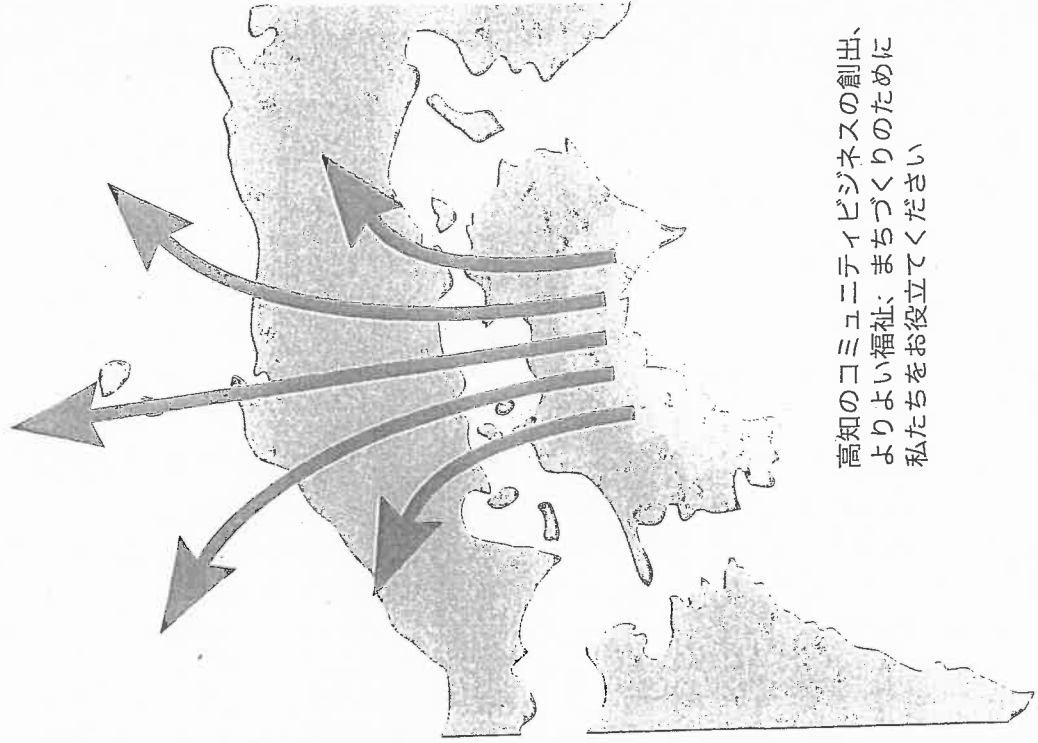 高知のコミュニティビジネスの創出、
よりよい福祉、まちづくりのために
私たちをお役立てください